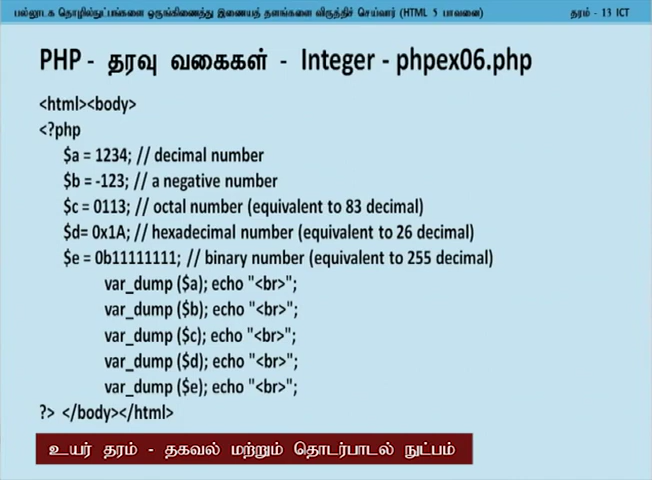 பல்லூடக தொழில்நுட்பங்களை ஒருங்கிணைத்து இணையத் தளங்களை விருத்திச் செய்வார் (HTML 5 பாவனை) தரம் - 13 ICT
PHP - தரவு வகைகள் - Integer - phpex06.php
<html><body>
<?php
$a = 1234; // decimal number
$b = -123; // a negative number
$c = 0113; // octal number (equivalent to 83 decimal)
$d= 0x1A; // hexadecimal number (equivalent to 26 decimal)
$e = 0b11111111; // binary number (equivalent to 255 decimal)
var_dump ($a); echo "<br>";
var_dump ($b); echo "<br>";
var_dump ($c); echo "<br>";
var_dump ($d); echo "<br>";
var_dump ($e); echo "<br>";
?> </body></html>
உயர் தரம் - தகவல் மற்றும் தொடர்பாடல் நுட்பம்